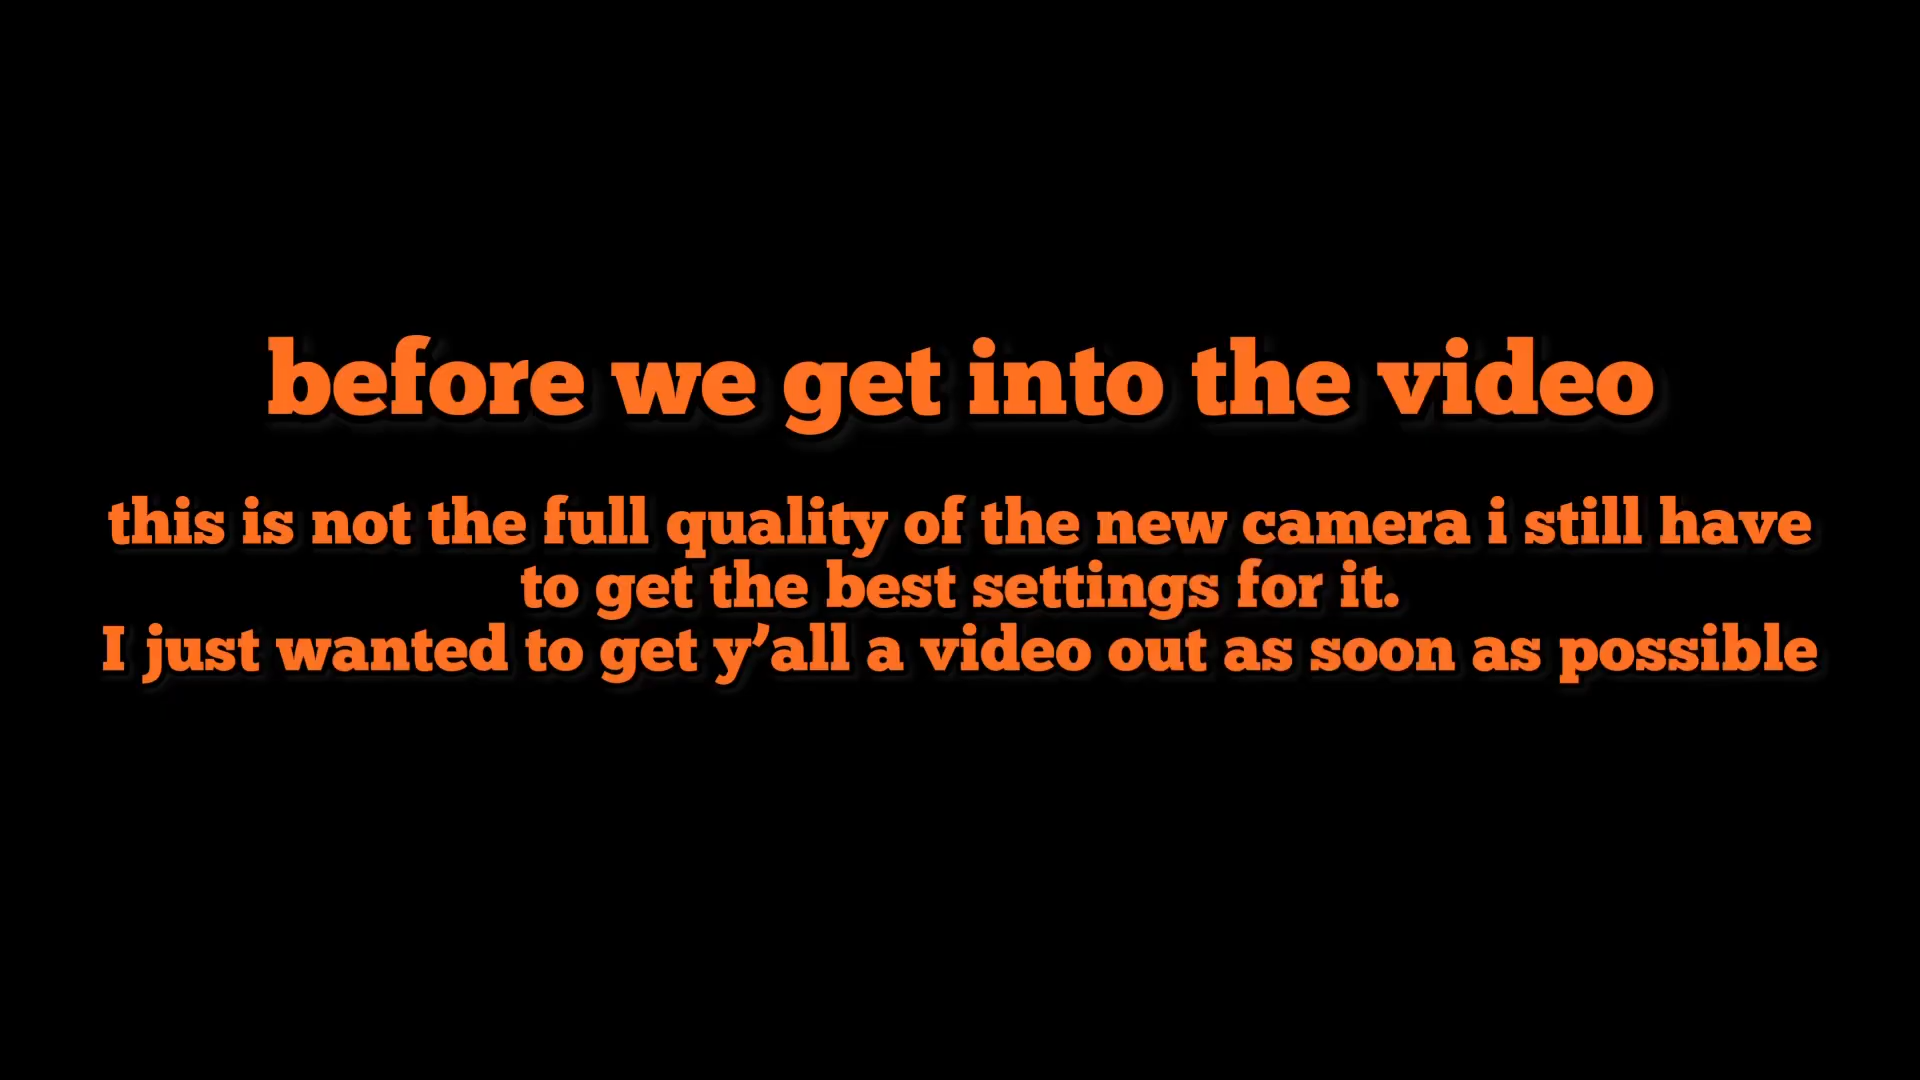 before we get into the video
this is not the full quality of the new camera i still have
to get the best settings for it.
I just wanted to get y’all a video out as soon as possible